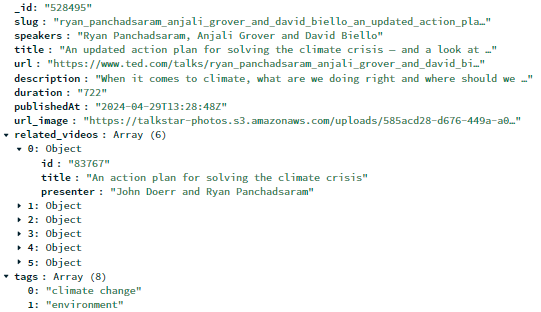 _id: "528495"
slug: "ryan_panchadsaram_anjali_grover_and_david_biello_an_updated_action_pla…"
speakers: "Ryan Panchadsaram, Anjali Grover and David Biello"
title: "An updated action plan for solving the climate crisis — and a look at …"
url: "https://www.ted.com/talks/ryan_panchadsaram_anjali_grover_and_david_bi…"
description: "When it comes to climate, what are we doing right and where should we …"
duration: "722"
publishedAt: "2024-04-29T13:28:48Z"
url_image: "https://talkstar-photos.s3.amazonaws.com/uploads/585acd28-d676-449a-a0…"
related_videos: Array (6)
0: Object
id: "83767"
title: "An action plan for solving the climate crisis"
presenter: "John Doerr and Ryan Panchadsaram"
1: Object
2: Object
3: Object
4: Object
5: Object
tags: Array (8)
0: "climate change"
1: "environment"